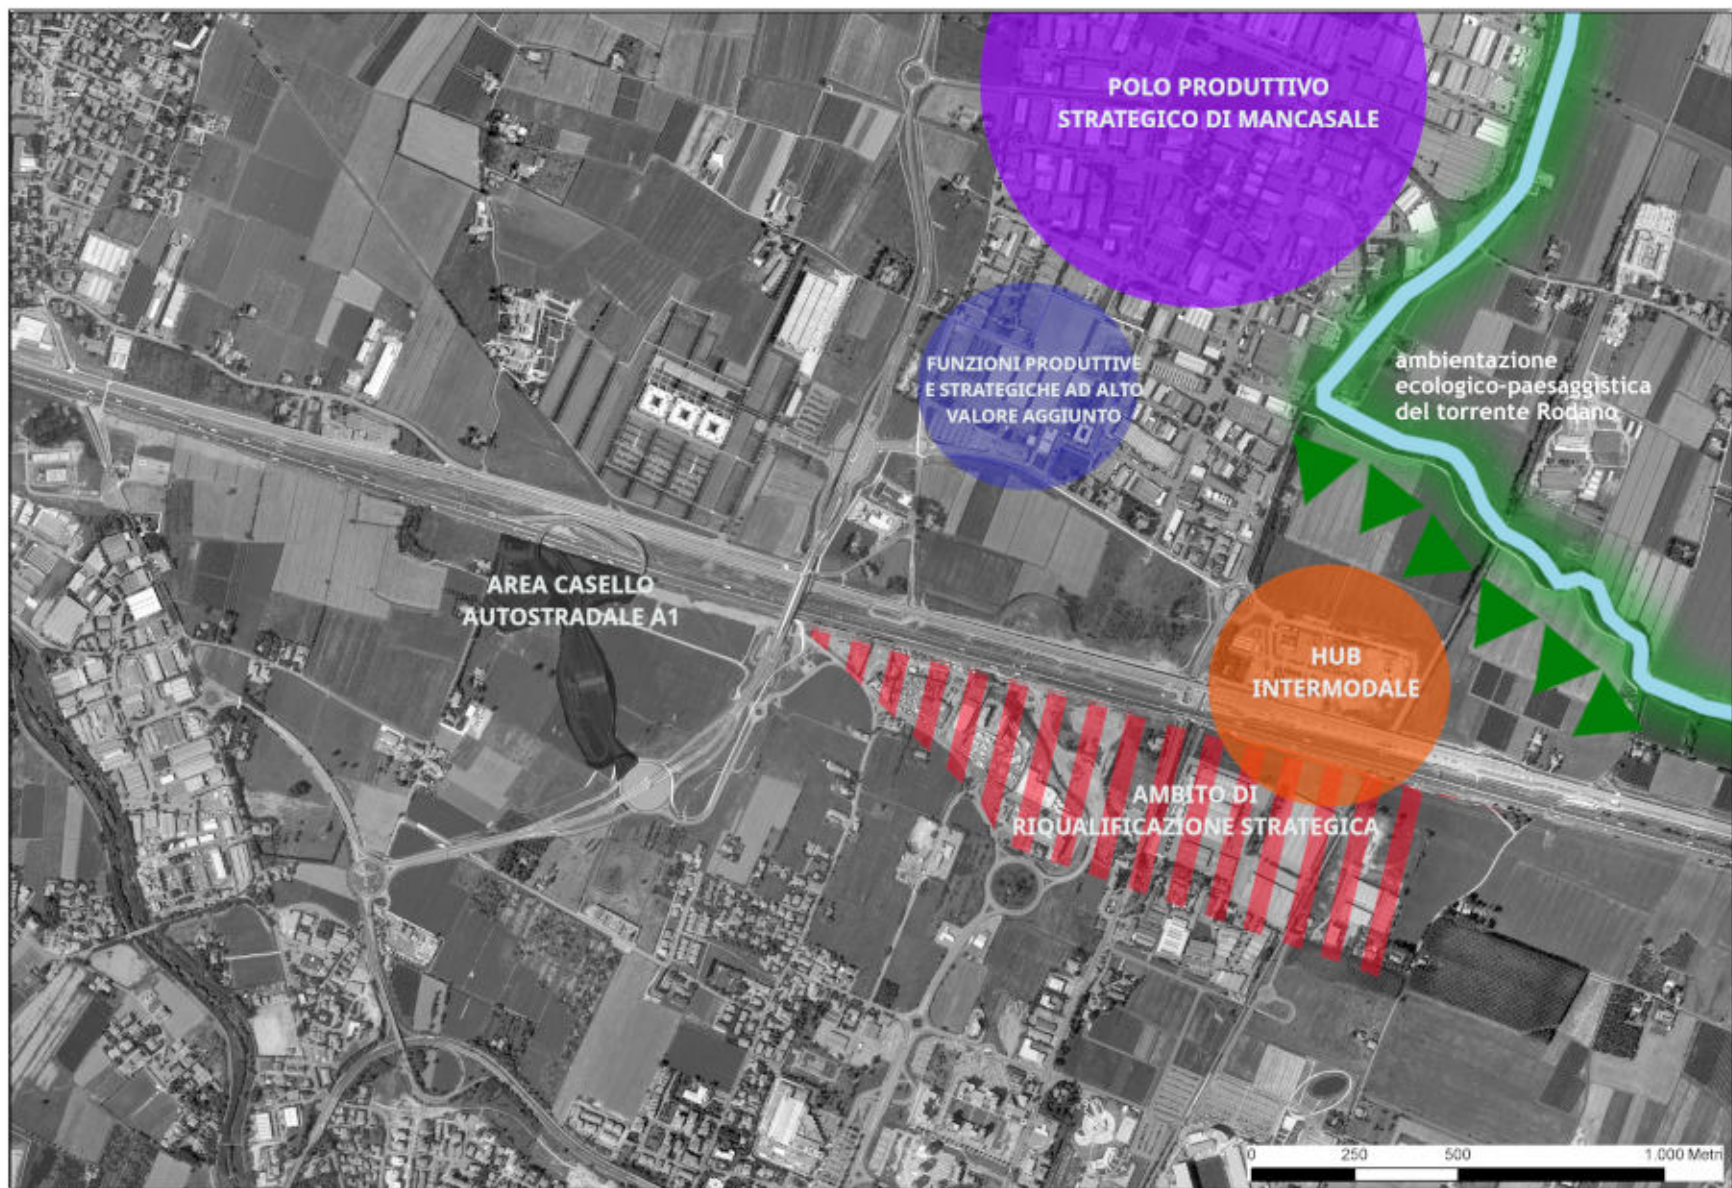 POLO PRODUTTIVO
STRATEGICO DI MANCASALE
FUNZIONI PRODUTTIVE
E STRATEGICHE AD ALTO
VALORE AGGIUNTO
ambientazione
ecologico-paesaggistica
del torrente Rodano
AREA CASELLO
AUTOSTRADALE A1
HUB
INTERMODALE
AMBITO DI
RIQUALIFICAZIONE STRATEGICA
0 250 500 1.000 Metri